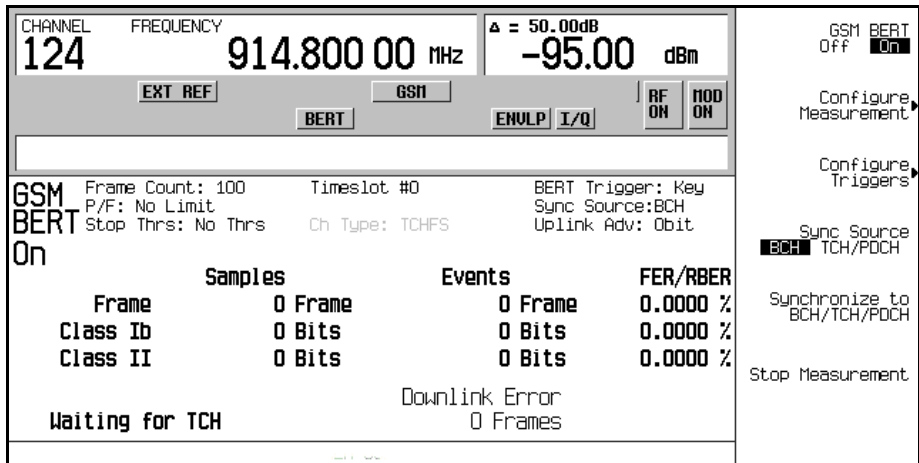 CHANNEL FREQUENCY Δ = 50.00dB
124 914.800 00 MHz -95.00 dBm
EXT REF GSM RF ON MOD ON
BERT ENVLP I/Q
GSM BERT On
Frame Count: 100 Timeslot #0 BERT Trigger: Key
P/F: No Limit Sync Source:BCH
Stop Thrs: No Thrs Ch Type: TCHFS Uplink Adv: 0bit
Samples Events FER/RBER
Frame 0 Frame 0 Frame 0.0000 %
Class Ib 0 Bits 0 Bits 0.0000 %
Class II 0 Bits 0 Bits 0.0000 %
Downlink Error
Waiting for TCH 0 Frames
GSM BERT
Off On
Configure
Measurement
Configure
Triggers
Sync Source
BCH TCH/PDCH
Synchronize to
BCH/TCH/PDCH
Stop Measurement